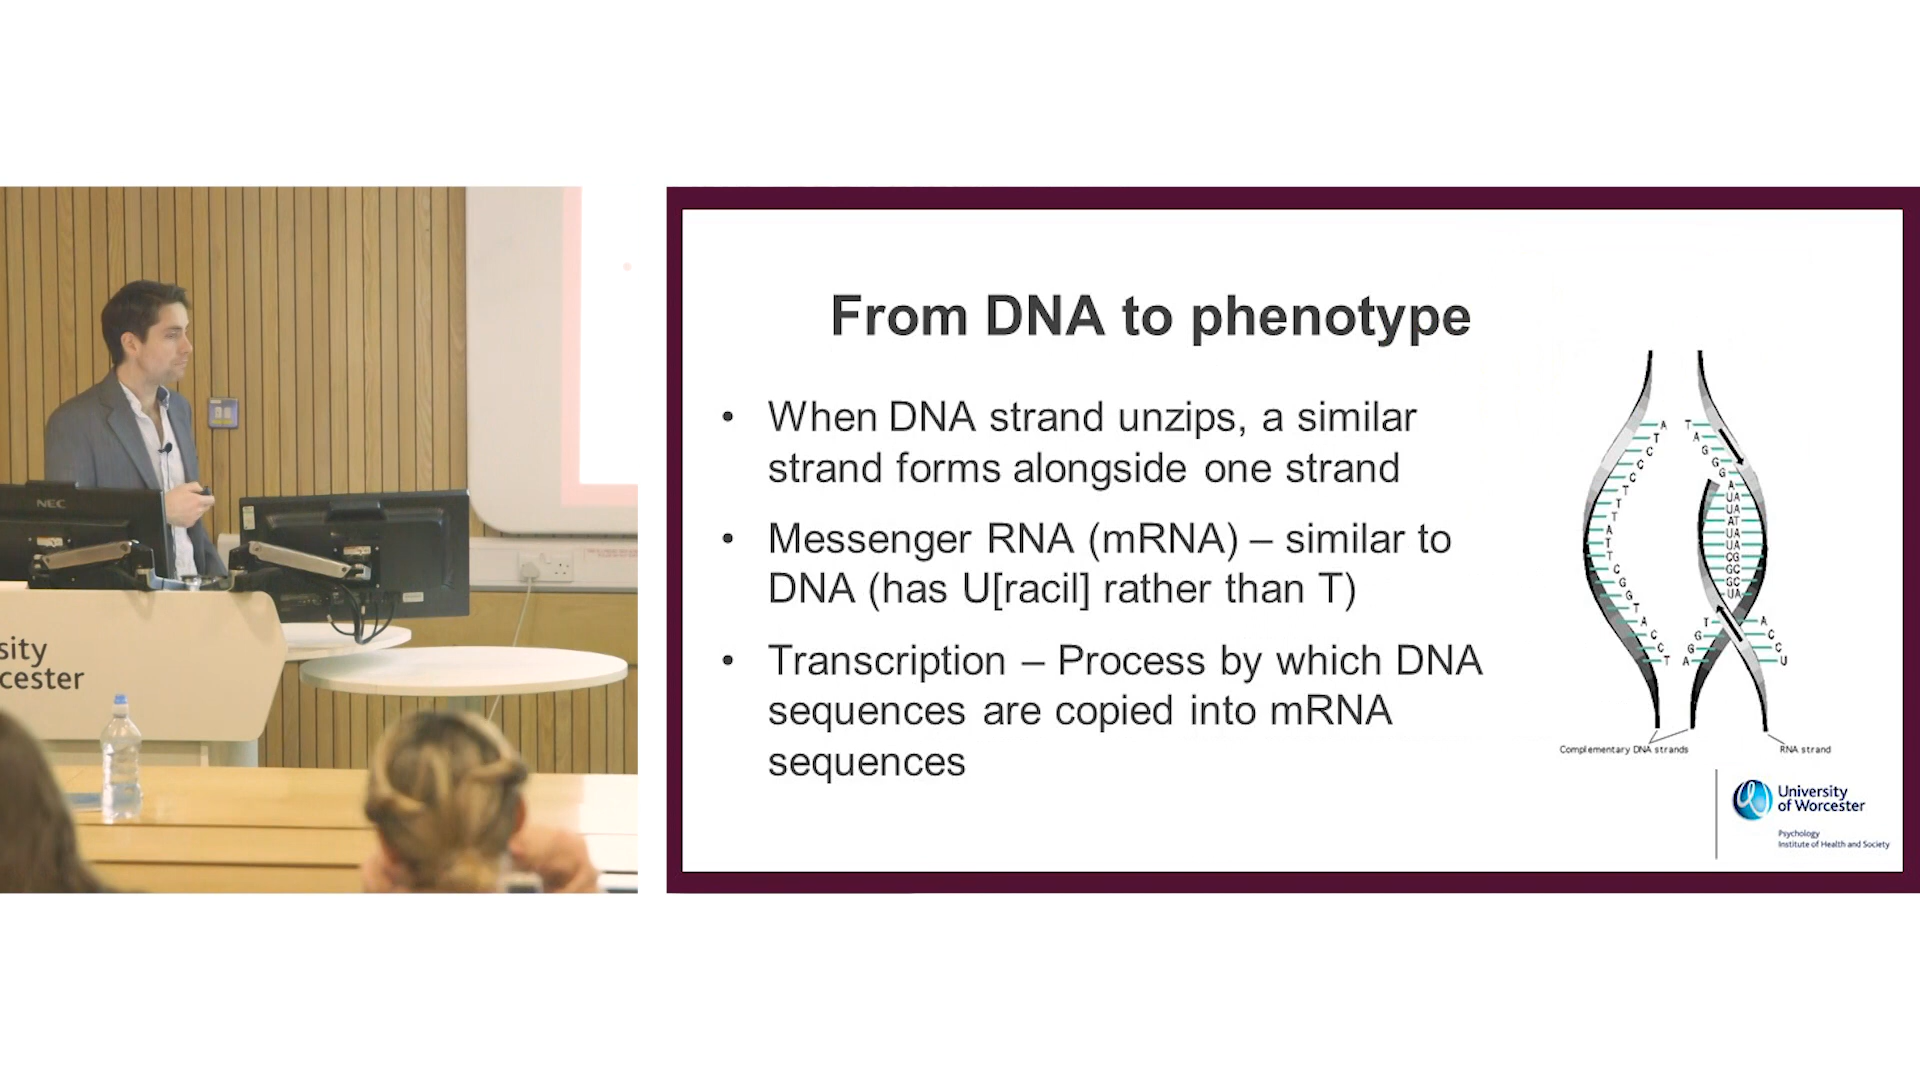 NEC
sity
cester
From DNA to phenotype
• When DNA strand unzips, a similar
strand forms alongside one strand
• Messenger RNA (mRNA) – similar to
DNA (has U[racil] rather than T)
• Transcription – Process by which DNA
sequences are copied into mRNA
sequences
Complementary DNA strands
RNA strand
University
of Worcester
Psychology
Institute of Health and Society